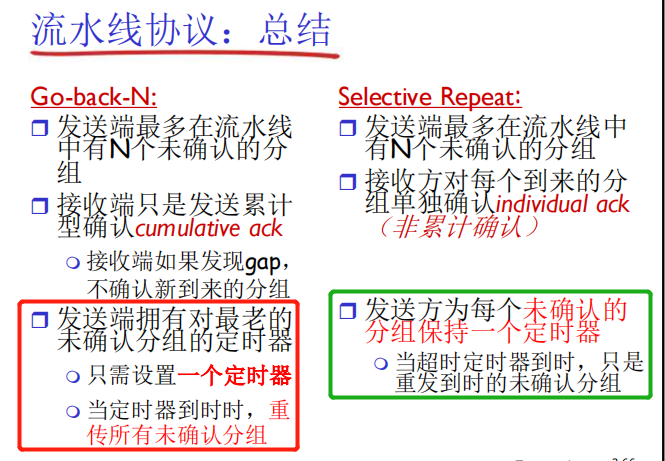 流水线协议：总结
Go-back-N:
发送端最多在流水线
中有N个未确认的分
组
接收端只是发送累计
型确认cumulative ack
接收端如果发现gap，
不确认新到来的分组
发送端拥有对最老的
未确认分组的定时器
只需设置一个定时器
当定时器到时时，重
传所有未确认分组
Selective Repeat:
发送端最多在流水线中
有N个未确认的分组
接收方对每个到来的分
组单独确认individual ack
（非累计确认）
发送方为每个未确认的
分组保持一个定时器
当超时定时器到时，只是
重发到时的未确认分组